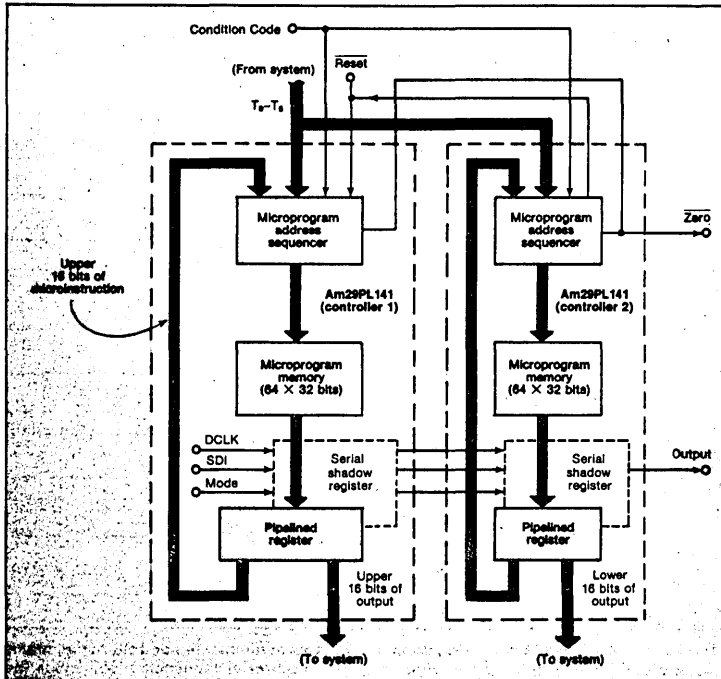 Condition Code
Reset
(From system)
T₀–T₅
Microprogram
address
sequencer
Microprogram
address
sequencer
Zero
Upper
16 bits of
microinstruction
Am29PL141
(controller 1)
Am29PL141
(controller 2)
Microprogram
memory
(64 × 32 bits)
Microprogram
memory
(64 × 32 bits)
DCLK
SDI
Mode
Serial
shadow
register
Serial
shadow
register
Output
Pipelined
register
Pipelined
register
Upper
16 bits of
output
Lower
16 bits of
output
(To system)
(To system)